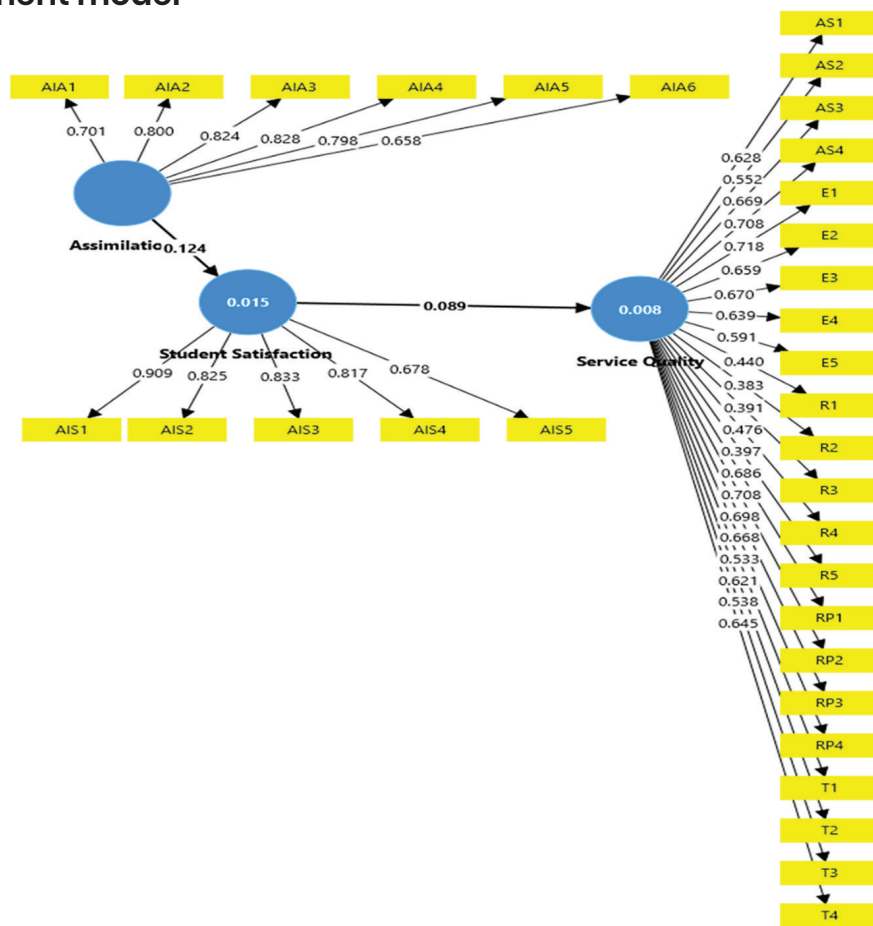 AIA1 AIA2 AIA3 AIA4 AIA5 AIA6
0.701 0.800 0.824 0.828 0.798 0.658
0.124
0.015
Student Satisfaction
0.909 0.825 0.833 0.817 0.678
AIS1 AIS2 AIS3 AIS4 AIS5
0.089
0.008
Service Quality
0.628
0.552
0.669
0.708
0.718
0.659
0.670
0.639
0.591
0.440
0.383
0.391
0.476
0.397
0.686
0.708
0.698
0.668
0.533
0.621
0.538
0.645
AS1
AS2
AS3
AS4
E1
E2
E3
E4
E5
R1
R2
R3
R4
R5
RP1
RP2
RP3
RP4
T1
T2
T3
T4